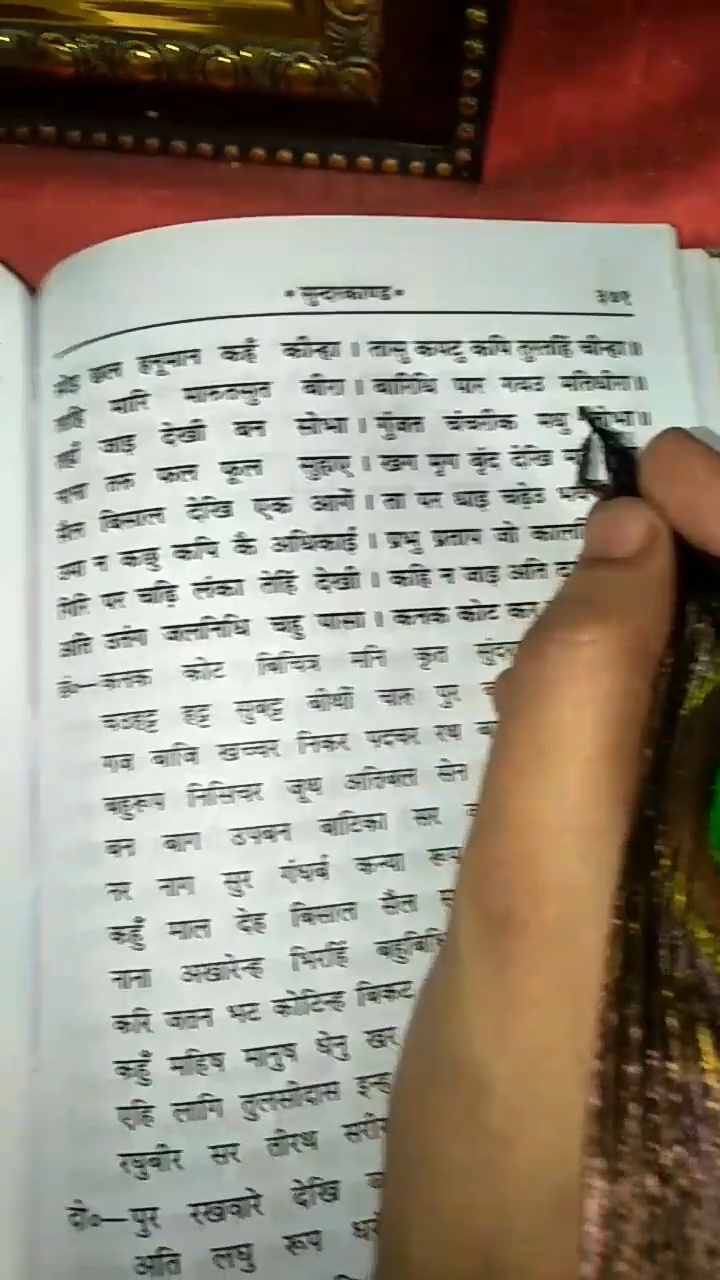 * सुन्दरकाण्ड * ३७१
सोइ छल हनूमान कहँ कीन्हा । तासु कपटु कपि तुरतहिं चीन्हा॥
ताहि मारि मारुतसुत बीरा । बारिधि पार गयउ मतिधीरा॥
तहाँ जाइ देखी बन सोभा । गुंजत चंचरीक मधु लोभा॥
नाना तरु फल फूल सुहाए । खग मृग बृंद देखि
सैल बिसाल देखि एक आगें । ता पर धाइ चढ़ेउ भय
उमा न कछु कपि कै अधिकाई । प्रभु प्रताप जो कालहि
गिरि पर चढ़ि लंका तेहिं देखी । कहि न जाइ अति
अति उतंग जलनिधि चहु पासा । कनक कोट कर
छं०—कनक कोट बिचित्र मनि कृत सुंदरा
चउहट्ट हट्ट सुबट्ट बीथीं चारु पुर
गज बाजि खच्चर निकर पदचर रथ
बहुरूप निसिचर जूथ अतिबल सेन
बन बाग उपबन बाटिका सर
नर नाग सुर गंधर्ब कन्या रूप
कहुँ माल देह बिसाल सैल
नाना अखारेन्ह भिरहिं बहुबिधि
करि जतन भट कोटिन्ह बिकट
कहुँ महिष मानुष धेनु खर
एहि लागि तुलसीदास इन्ह
रघुबीर सर तीरथ सरीर
दो०—पुर रखवारे देखि
अति लघु रूप धरौं